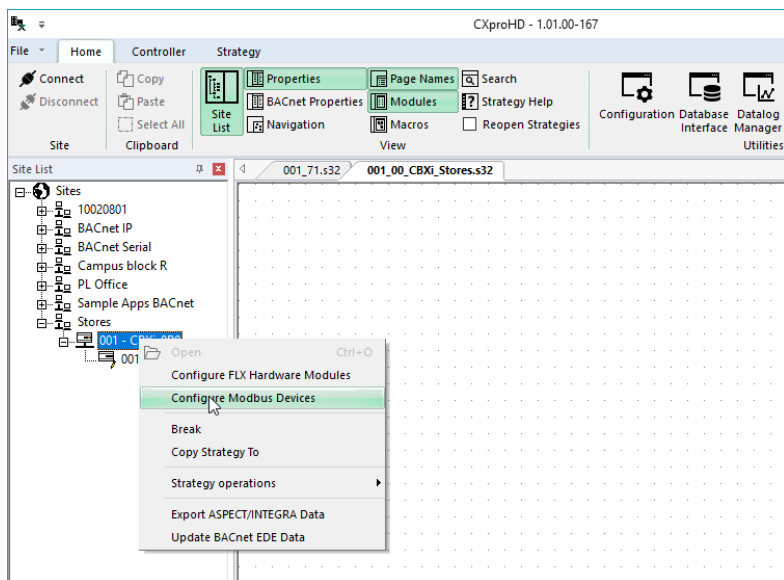 CXproHD - 1.01.00-167
File Home Controller Strategy
Connect Copy Properties Page Names Search
Disconnect Paste BACnet Properties Modules Strategy Help Configuration Database Datalog
Select All Site List Navigation Macros Reopen Strategies Interface Manager
Site Clipboard View Utilities
Site List 001_71.s32 001_00_CBXi_Stores.s32
Sites
10020801
BACnet IP
BACnet Serial
Campus block R
PL Office
Sample Apps BACnet
Stores
001 -
001
Open Ctrl+O
Configure FLX Hardware Modules
Configure Modbus Devices
Break
Copy Strategy To
Strategy operations
Export ASPECT/INTEGRA Data
Update BACnet EDE Data